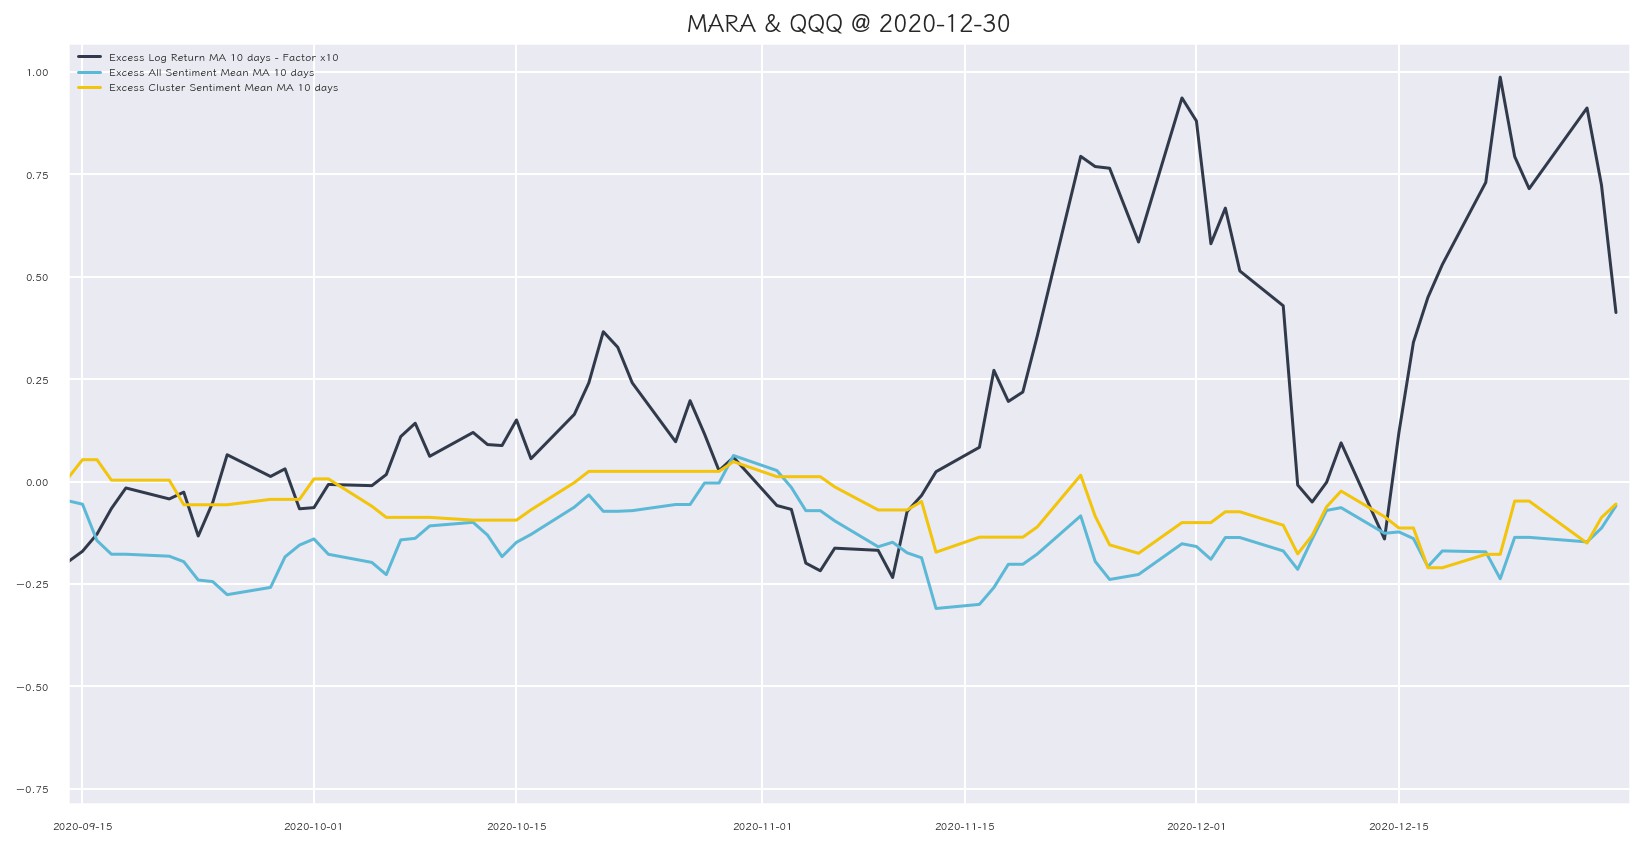 MARA & QQQ @ 2020-12-30
Excess Log Return MA 10 days - Factor x10
Excess All Sentiment Mean MA 10 days
Excess Cluster Sentiment Mean MA 10 days
1.00
0.75
0.50
0.25
0.00
−0.25
−0.50
−0.75
2020-09-15 2020-10-01 2020-10-15 2020-11-01 2020-11-15 2020-12-01 2020-12-15